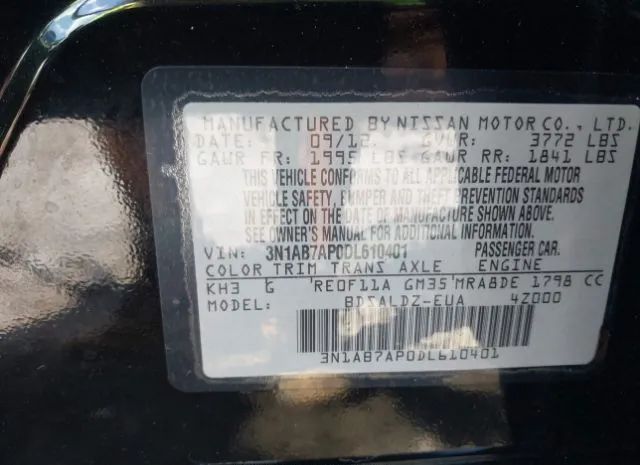 MANUFACTURED BY NISSAN MOTOR CO., LTD.
DATE: 09/12 GVWR: 3772 LBS
GAWR FR: 1995 LBS GAWR RR: 1841 LBS
THIS VEHICLE CONFORMS TO ALL APPLICABLE FEDERAL MOTOR
VEHICLE SAFETY, BUMPER AND THEFT PREVENTION STANDARDS
IN EFFECT ON THE DATE OF MANUFACTURE SHOWN ABOVE.
SEE OWNER'S MANUAL FOR ADDITIONAL INFORMATION.
VIN: 3N1AB7AP0DL610401 PASSENGER CAR.
COLOR TRIM TRANS AXLE ENGINE
KH3 G RE0F11A GM35 MRA8DE 1798 CC
MODEL: BDSALDZ-EUA 4Z000
3N1AB7AP0DL610401